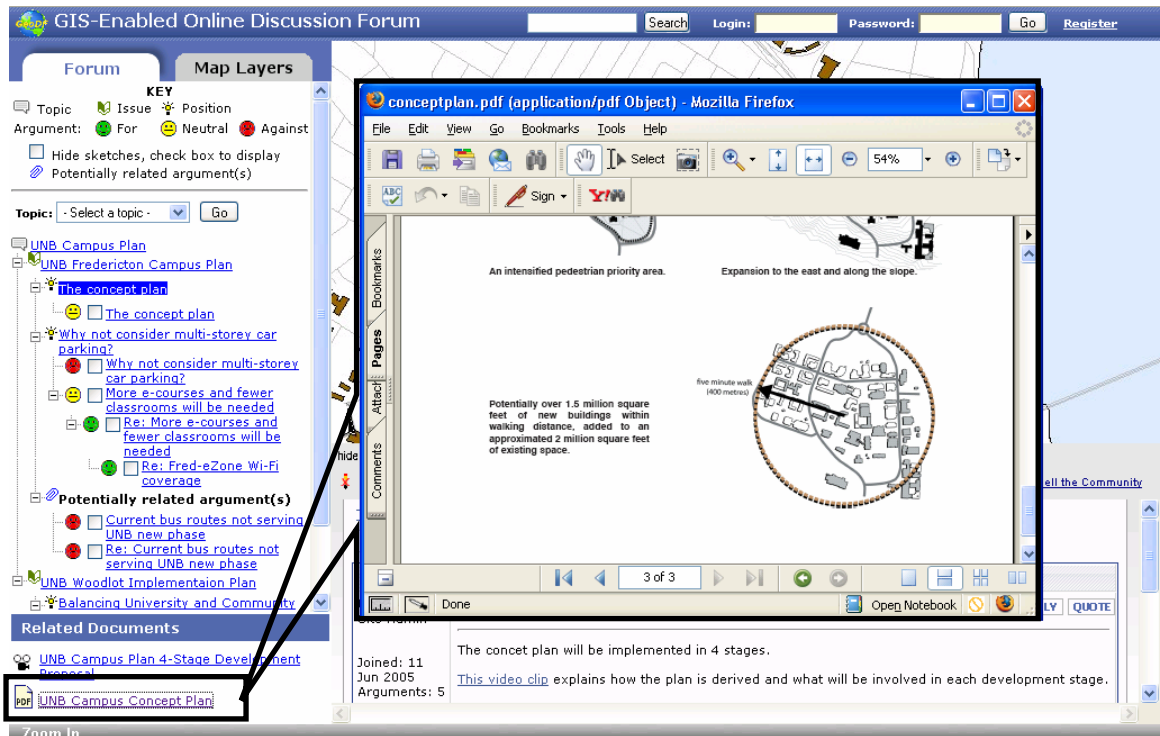 GIS-Enabled Online Discussion Forum
Search
Login:
Password:
Go
Register
Forum
Map Layers
KEY
Topic Issue Position
Argument: For Neutral Against
Hide sketches, check box to display
Potentially related argument(s)
Topic: - Select a topic - Go
UNB Campus Plan
UNB Fredericton Campus Plan
The concept plan
The concept plan
Why not consider multi-storey car
parking?
Why not consider multi-storey
car parking?
More e-courses and fewer
classrooms will be needed
Re: More e-courses and
fewer classrooms will be
needed
Re: Fred-eZone Wi-Fi
coverage
Potentially related argument(s)
Current bus routes not serving
UNB new phase
Re: Current bus routes not
serving UNB new phase
UNB Woodlot Implementaion Plan
Balancing University and Community
Related Documents
UNB Campus Plan 4-Stage Development
Proposal
PDF UNB Campus Concept Plan
Zoom In
conceptplan.pdf (application/pdf Object) - Mozilla Firefox
File Edit View Go Bookmarks Tools Help
Select
54%
ABC
Sign
Y!
Bookmarks
Pages
Attach
Comments
An intensified pedestrian priority area.
Expansion to the east and along the slope.
five minute walk
(400 metres)
Potentially over 1.5 million square
feet of new buildings within
walking distance, added to an
approximated 2 million square feet
of existing space.
3 of 3
Done
Open Notebook
hide
ell the Community
LY
QUOTE
Site Admin
Joined: 11
Jun 2005
Arguments: 5
The concet plan will be implemented in 4 stages.
This video clip explains how the plan is derived and what will be involved in each development stage.